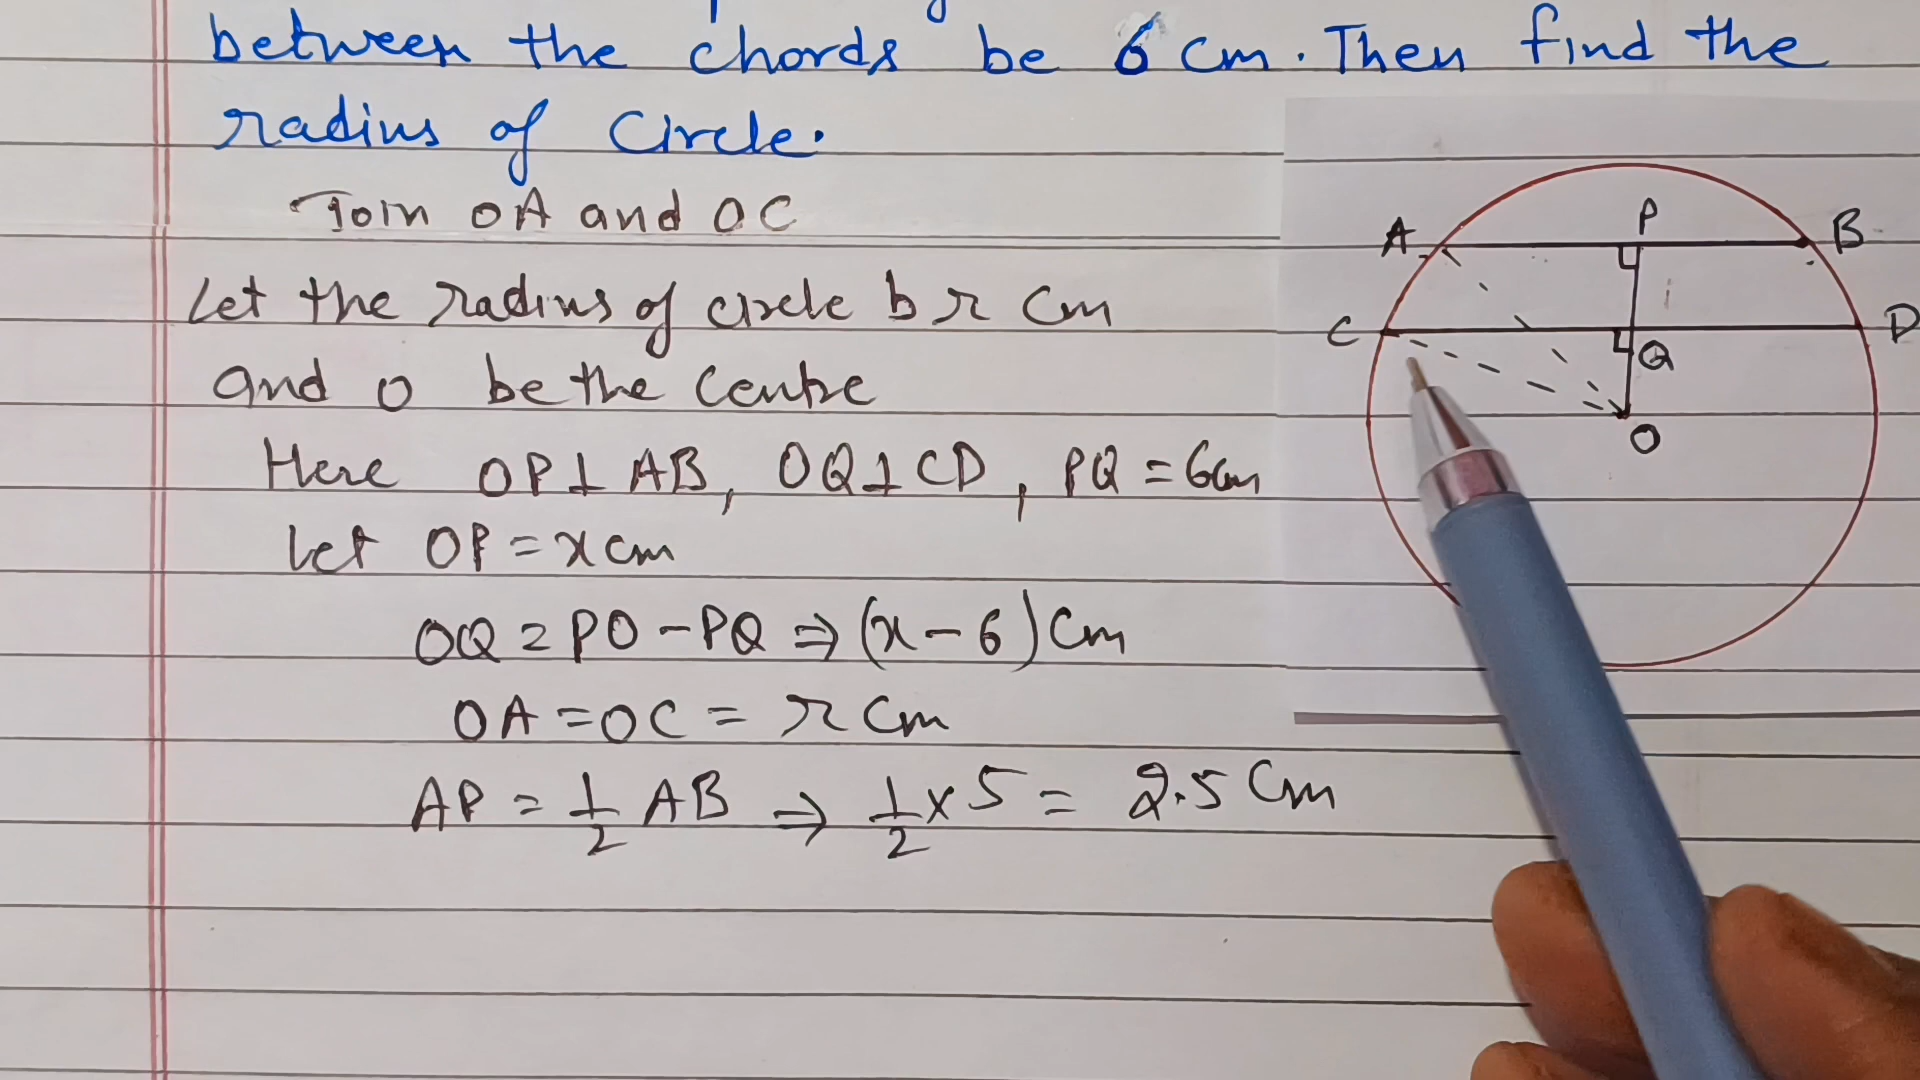 between the chords be 6 cm. Then find the
radius of circle.
Join OA and OC
Let the radius of circle b r cm
and O be the centre
Here OP⊥AB, OQ⊥CD, PQ = 6cm
Let OP = x cm
OQ = PO - PQ ⇒ (x - 6) cm
OA = OC = r cm
AP = 1/2 AB ⇒ 1/2 × 5 = 2.5 cm
A P B
C Q D
O